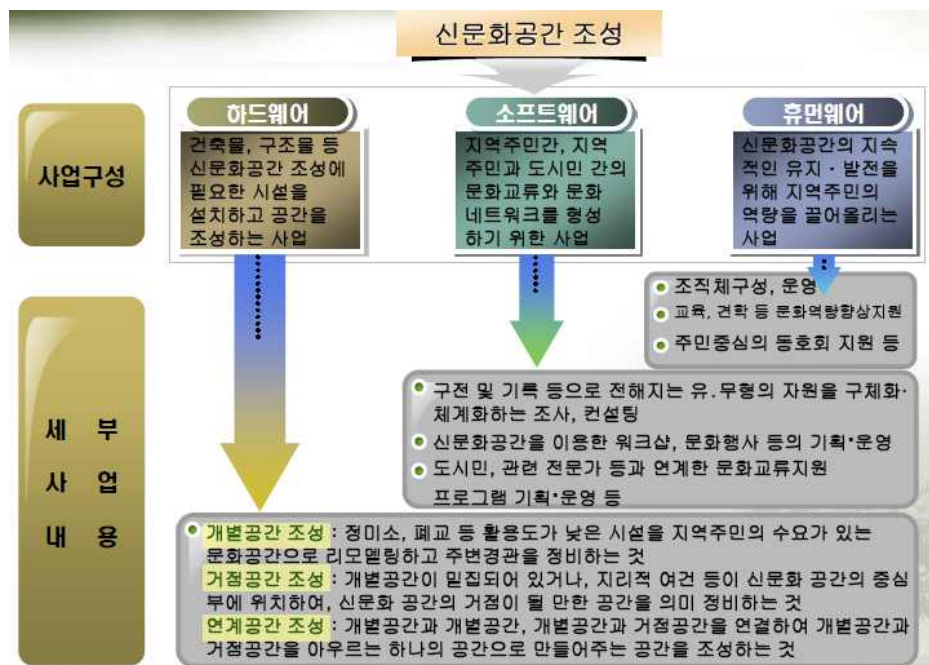 신문화공간 조성
사업구성
하드웨어
건축물, 구조물 등
신문화공간 조성에
필요한 시설을
설치하고 공간을
조성하는 사업
소프트웨어
지역주민간, 지역
주민과 도시민 간의
문화교류와 문화
네트워크를 형성
하기 위한 사업
휴먼웨어
신문화공간의 지속
적인 유지 · 발전을
위해 지역주민의
역량을 끌어올리는
사업
세 부
사 업
내 용
조직체구성, 운영
교육, 견학 등 문화역량향상지원
주민중심의 동호회 지원 등
구전 및 기록 등으로 전해지는 유.무형의 자원을 구체화·
체계화하는 조사, 컨설팅
신문화공간을 이용한 워크샵, 문화행사 등의 기획·운영
도시민, 관련 전문가 등과 연계한 문화교류지원
프로그램 기획·운영 등
개별공간 조성 : 정미소, 폐교 등 활용도가 낮은 시설을 지역주민의 수요가 있는
문화공간으로 리모델링하고 주변경관을 정비하는 것
거점공간 조성 : 개별공간이 밀집되어 있거나, 지리적 여건 등이 신문화 공간의 중심
부에 위치하여, 신문화 공간의 거점이 될 만한 공간을 의미 정비하는 것
연계공간 조성 : 개별공간과 개별공간, 개별공간과 거점공간을 연결하여 개별공간과
거점공간을 아우르는 하나의 공간으로 만들어주는 공간을 조성하는 것